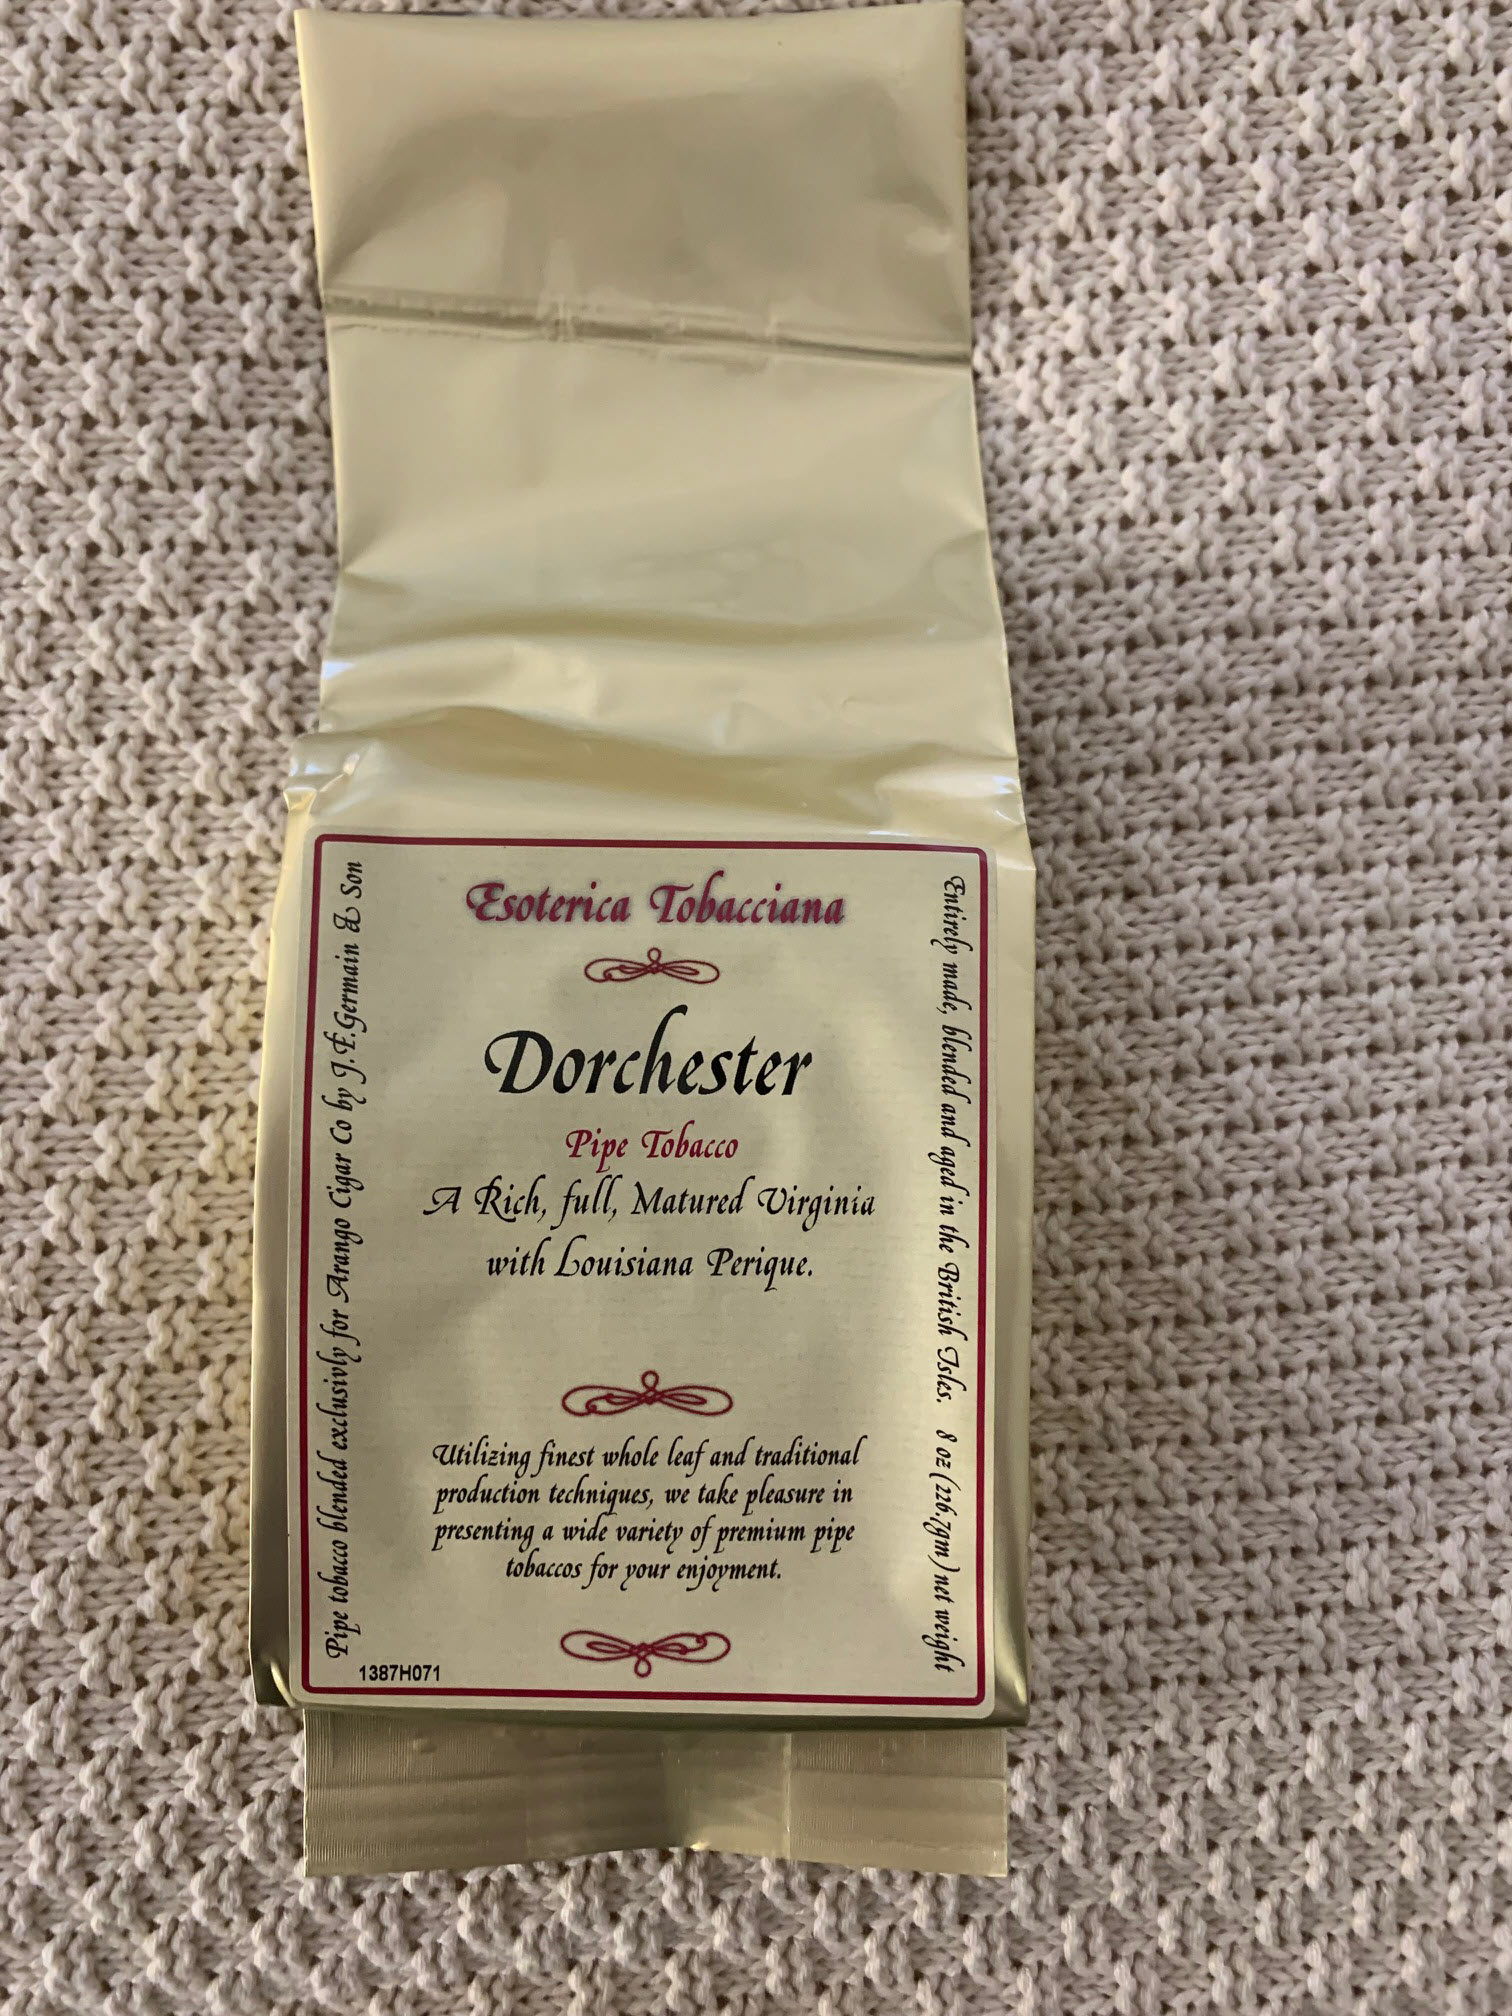 Esoterica Tobacciana
Dorchester
Pipe Tobacco
A Rich, full, Matured Virginia
with Louisiana Perique.
Utilizing finest whole leaf and traditional
production techniques, we take pleasure in
presenting a wide variety of premium pipe
tobaccos for your enjoyment.
Pipe tobacco blended exclusivly for Arango Cigar Co by J.F.Germain & Son
Entirely made, blended and aged in the British Isles. 8 oz (226,7gm) net weight
1387H071